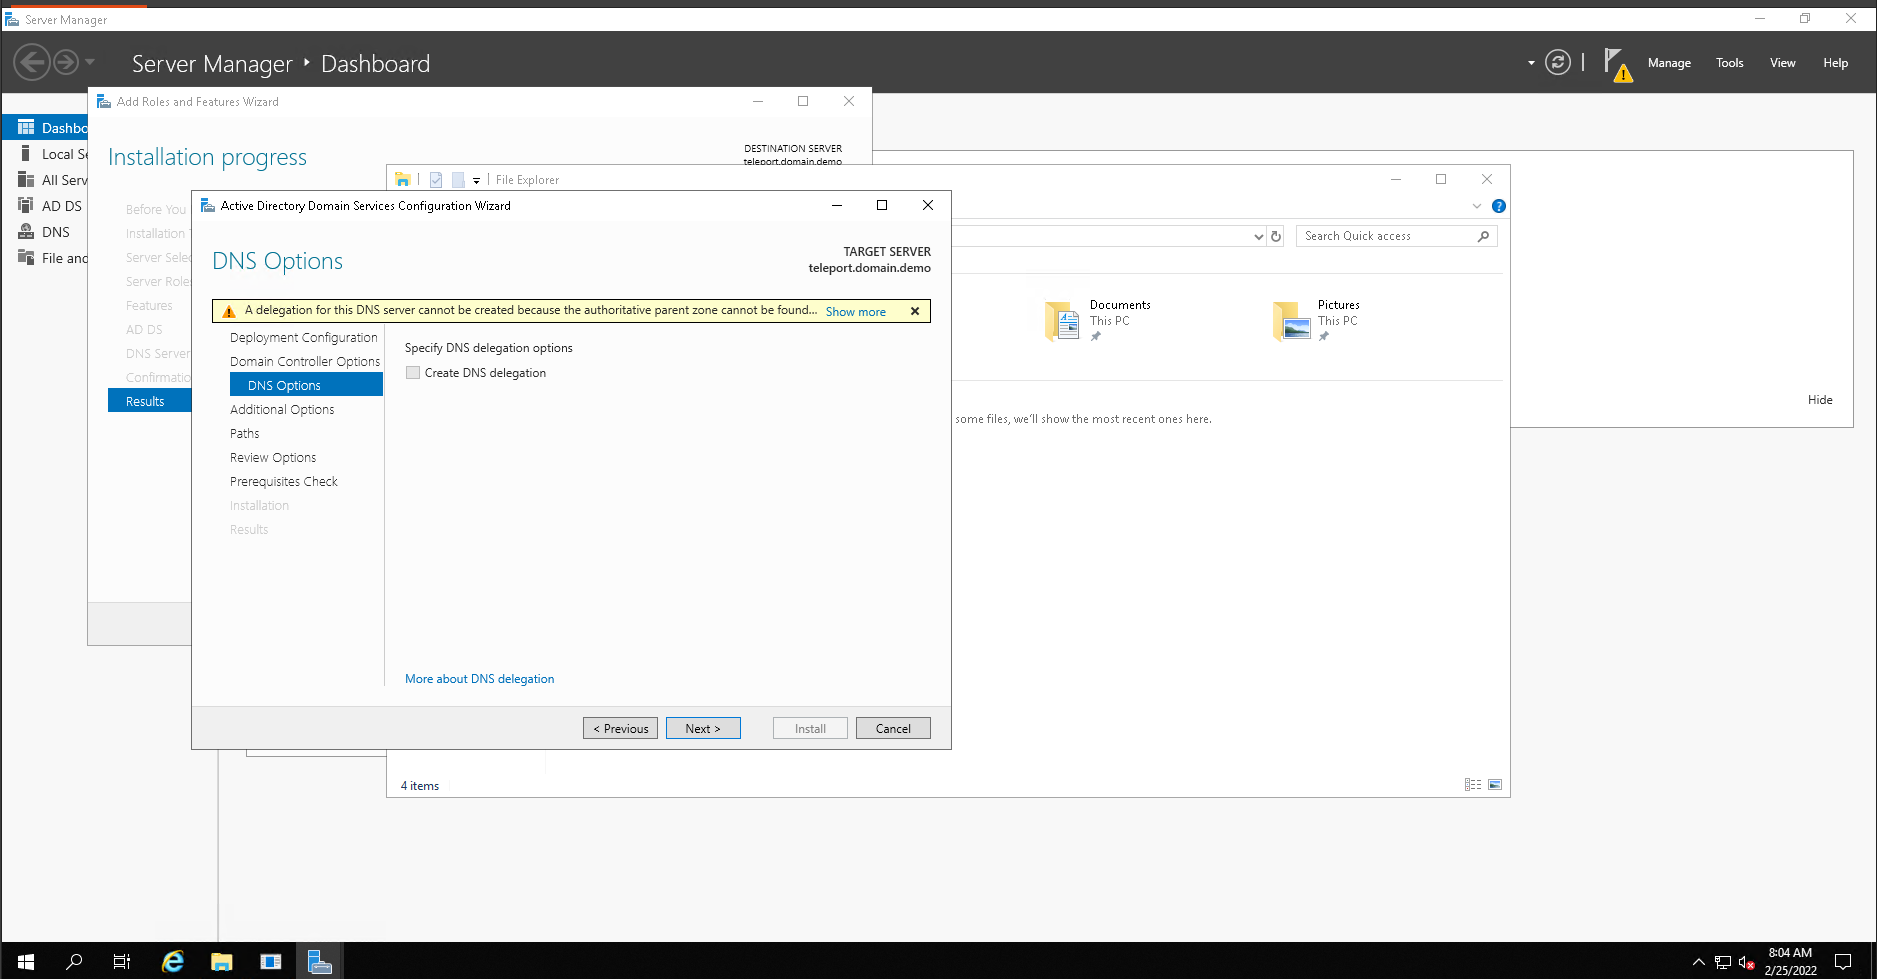 Server Manager
Server Manager ‣ Dashboard
Manage
Tools
View
Help
Dashbo
Local Se
All Serv
AD DS
DNS
File and
Add Roles and Features Wizard
Installation progress
DESTINATION SERVER
teleport.domain.demo
Before You
Installation
Server Selec
Server Roles
Features
AD DS
DNS Server
Confirmatio
Results
File Explorer
Search Quick access
Documents
This PC
Pictures
This PC
some files, we'll show the most recent ones here.
4 items
Hide
Active Directory Domain Services Configuration Wizard
DNS Options
TARGET SERVER
teleport.domain.demo
A delegation for this DNS server cannot be created because the authoritative parent zone cannot be found... Show more
Deployment Configuration
Domain Controller Options
DNS Options
Additional Options
Paths
Review Options
Prerequisites Check
Installation
Results
Specify DNS delegation options
Create DNS delegation
More about DNS delegation
< Previous
Next >
Install
Cancel
8:04 AM
2/25/2022